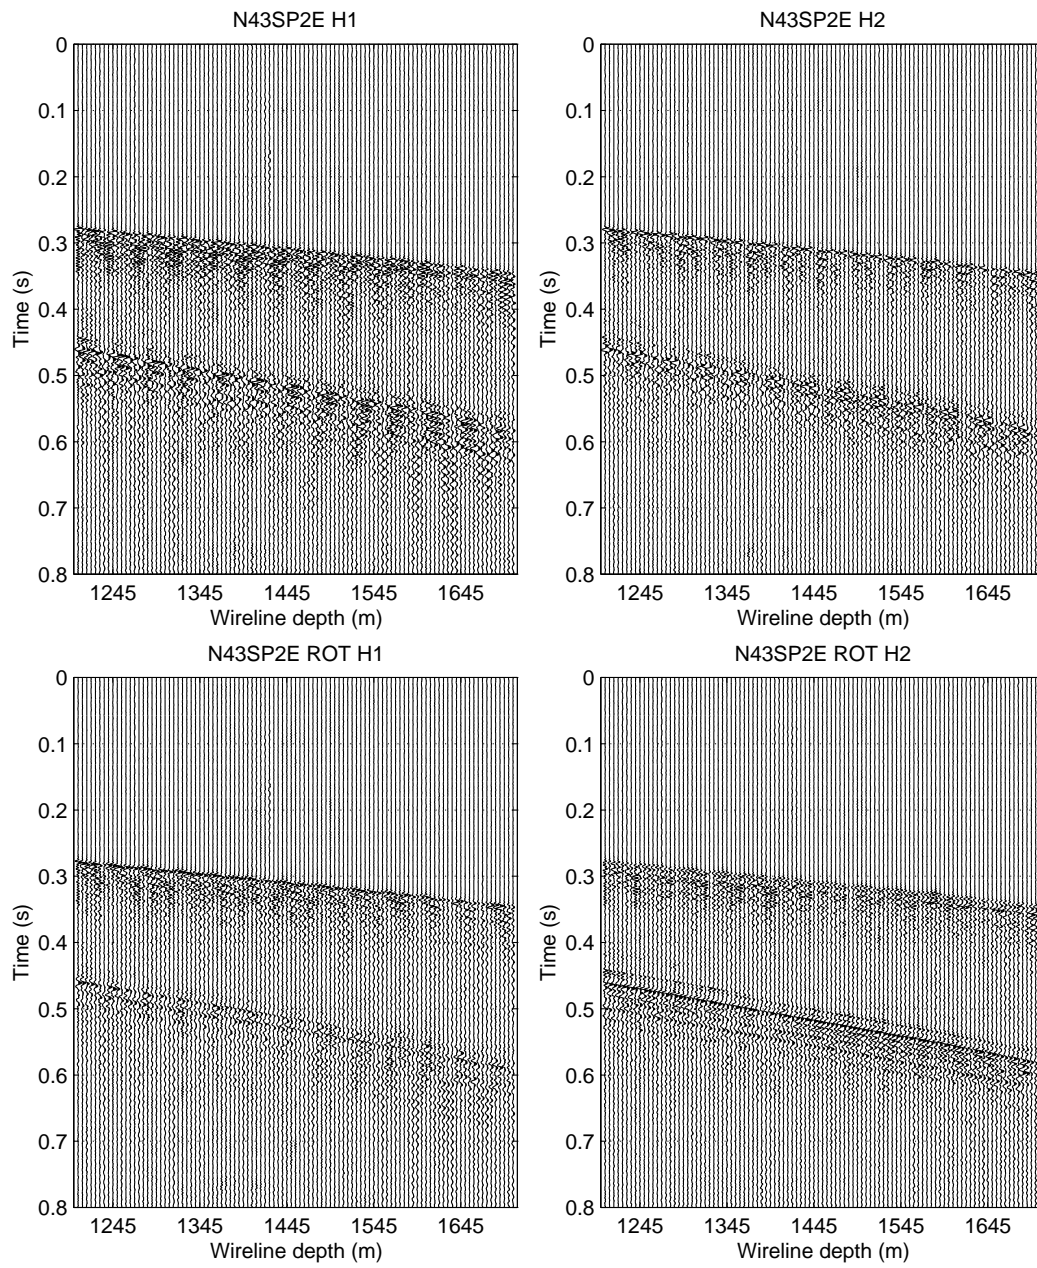 N43SP2E H1
0
0.1
0.2
0.3
0.4
0.5
0.6
0.7
0.8
Time (s)
1245 1345 1445 1545 1645
Wireline depth (m)
N43SP2E H2
0
0.1
0.2
0.3
0.4
0.5
0.6
0.7
0.8
Time (s)
1245 1345 1445 1545 1645
Wireline depth (m)
N43SP2E ROT H1
0
0.1
0.2
0.3
0.4
0.5
0.6
0.7
0.8
Time (s)
1245 1345 1445 1545 1645
Wireline depth (m)
N43SP2E ROT H2
0
0.1
0.2
0.3
0.4
0.5
0.6
0.7
0.8
Time (s)
1245 1345 1445 1545 1645
Wireline depth (m)